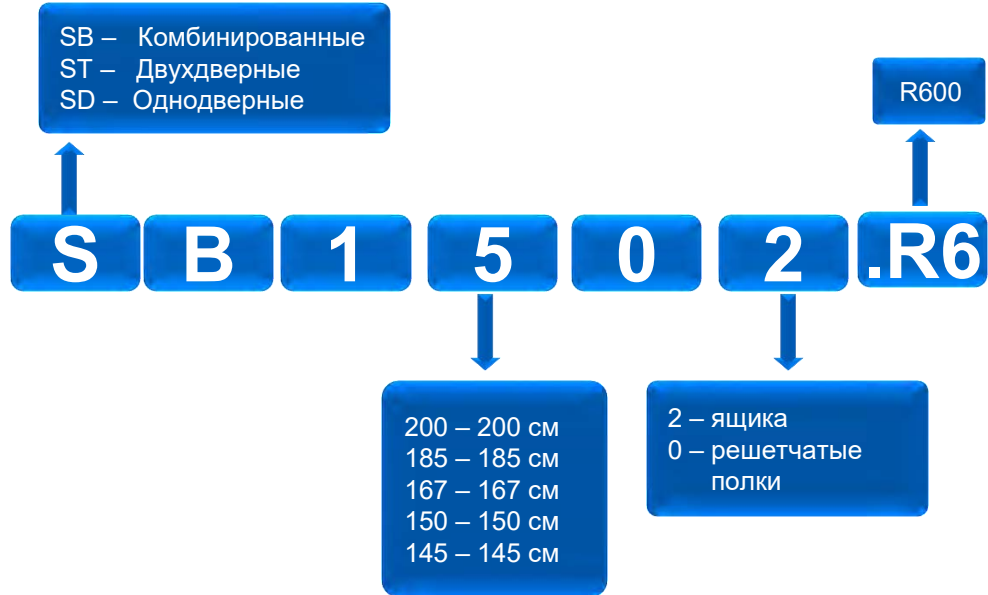 SB – Комбинированные
ST – Двухдверные
SD – Однодверные
R600
S B 1 5 0 2 .R6
200 – 200 см
185 – 185 см
167 – 167 см
150 – 150 см
145 – 145 см
2 – ящика
0 – решетчатые
полки